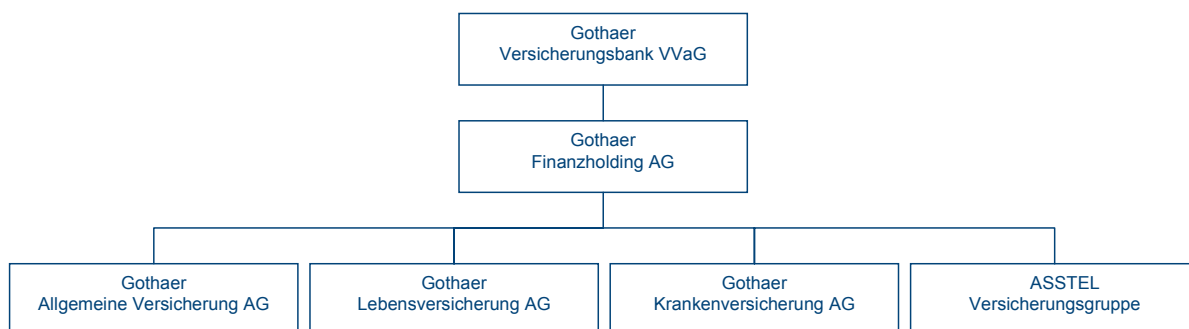 Gothaer
Versicherungsbank VVaG
Gothaer
Finanzholding AG
Gothaer
Allgemeine Versicherung AG
Gothaer
Lebensversicherung AG
Gothaer
Krankenversicherung AG
ASSTEL
Versicherungsgruppe